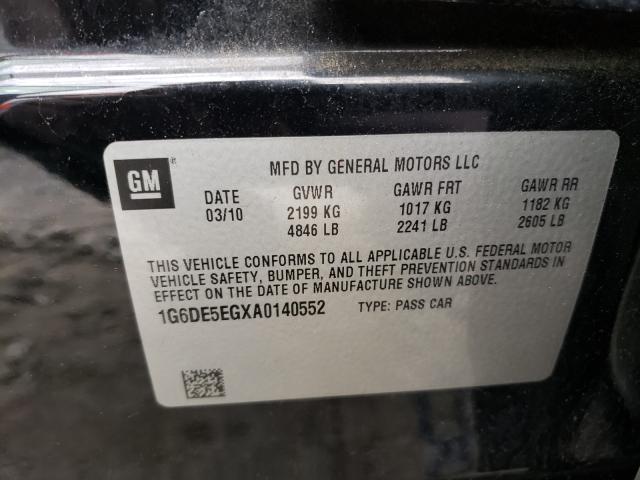 GM
MFD BY GENERAL MOTORS LLC
DATE GVWR GAWR FRT GAWR RR
03/10 2199 KG 1017 KG 1182 KG
4846 LB 2241 LB 2605 LB
THIS VEHICLE CONFORMS TO ALL APPLICABLE U.S. FEDERAL MOTOR
VEHICLE SAFETY, BUMPER, AND THEFT PREVENTION STANDARDS IN
EFFECT ON THE DATE OF MANUFACTURE SHOWN ABOVE.
1G6DE5EGXA0140552 TYPE: PASS CAR